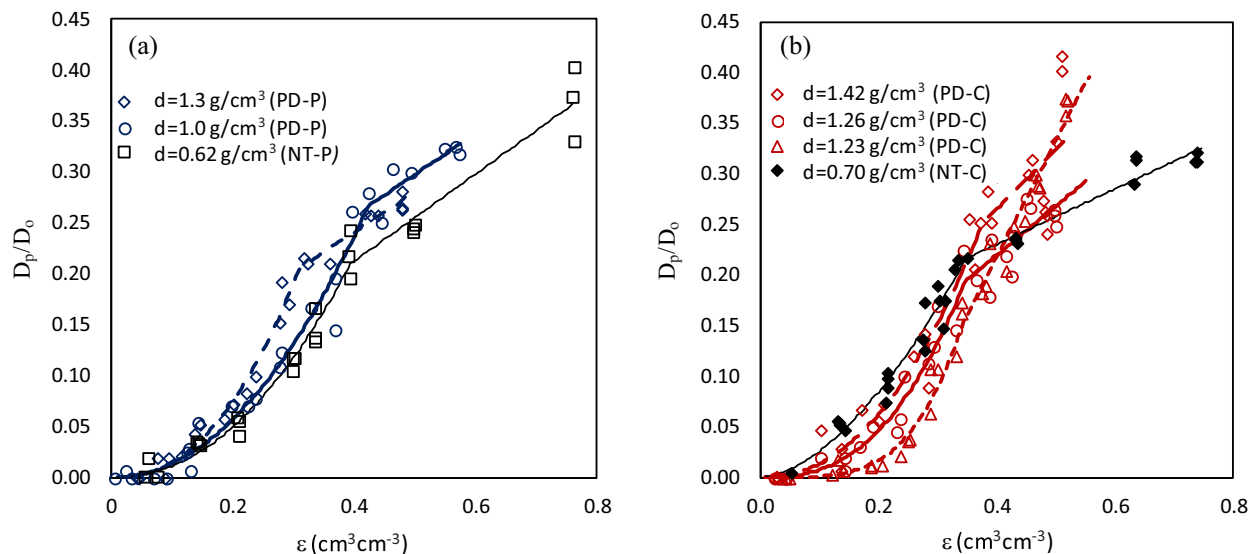 (a)
0.45
0.40
0.35
0.30
0.25
0.20
0.15
0.10
0.05
0.00
Dₚ/Dₒ
d=1.3 g/cm³ (PD-P)
d=1.0 g/cm³ (PD-P)
d=0.62 g/cm³ (NT-P)
0.2
0.4
0.6
0.8
ε (cm³cm⁻³)
(b)
0.45
0.40
0.35
0.30
0.25
0.20
0.15
0.10
0.05
0.00
Dₚ/Dₒ
d=1.42 g/cm³ (PD-C)
d=1.26 g/cm³ (PD-C)
d=1.23 g/cm³ (PD-C)
d=0.70 g/cm³ (NT-C)
0.0
0.2
0.4
0.6
0.8
ε (cm³cm⁻³)